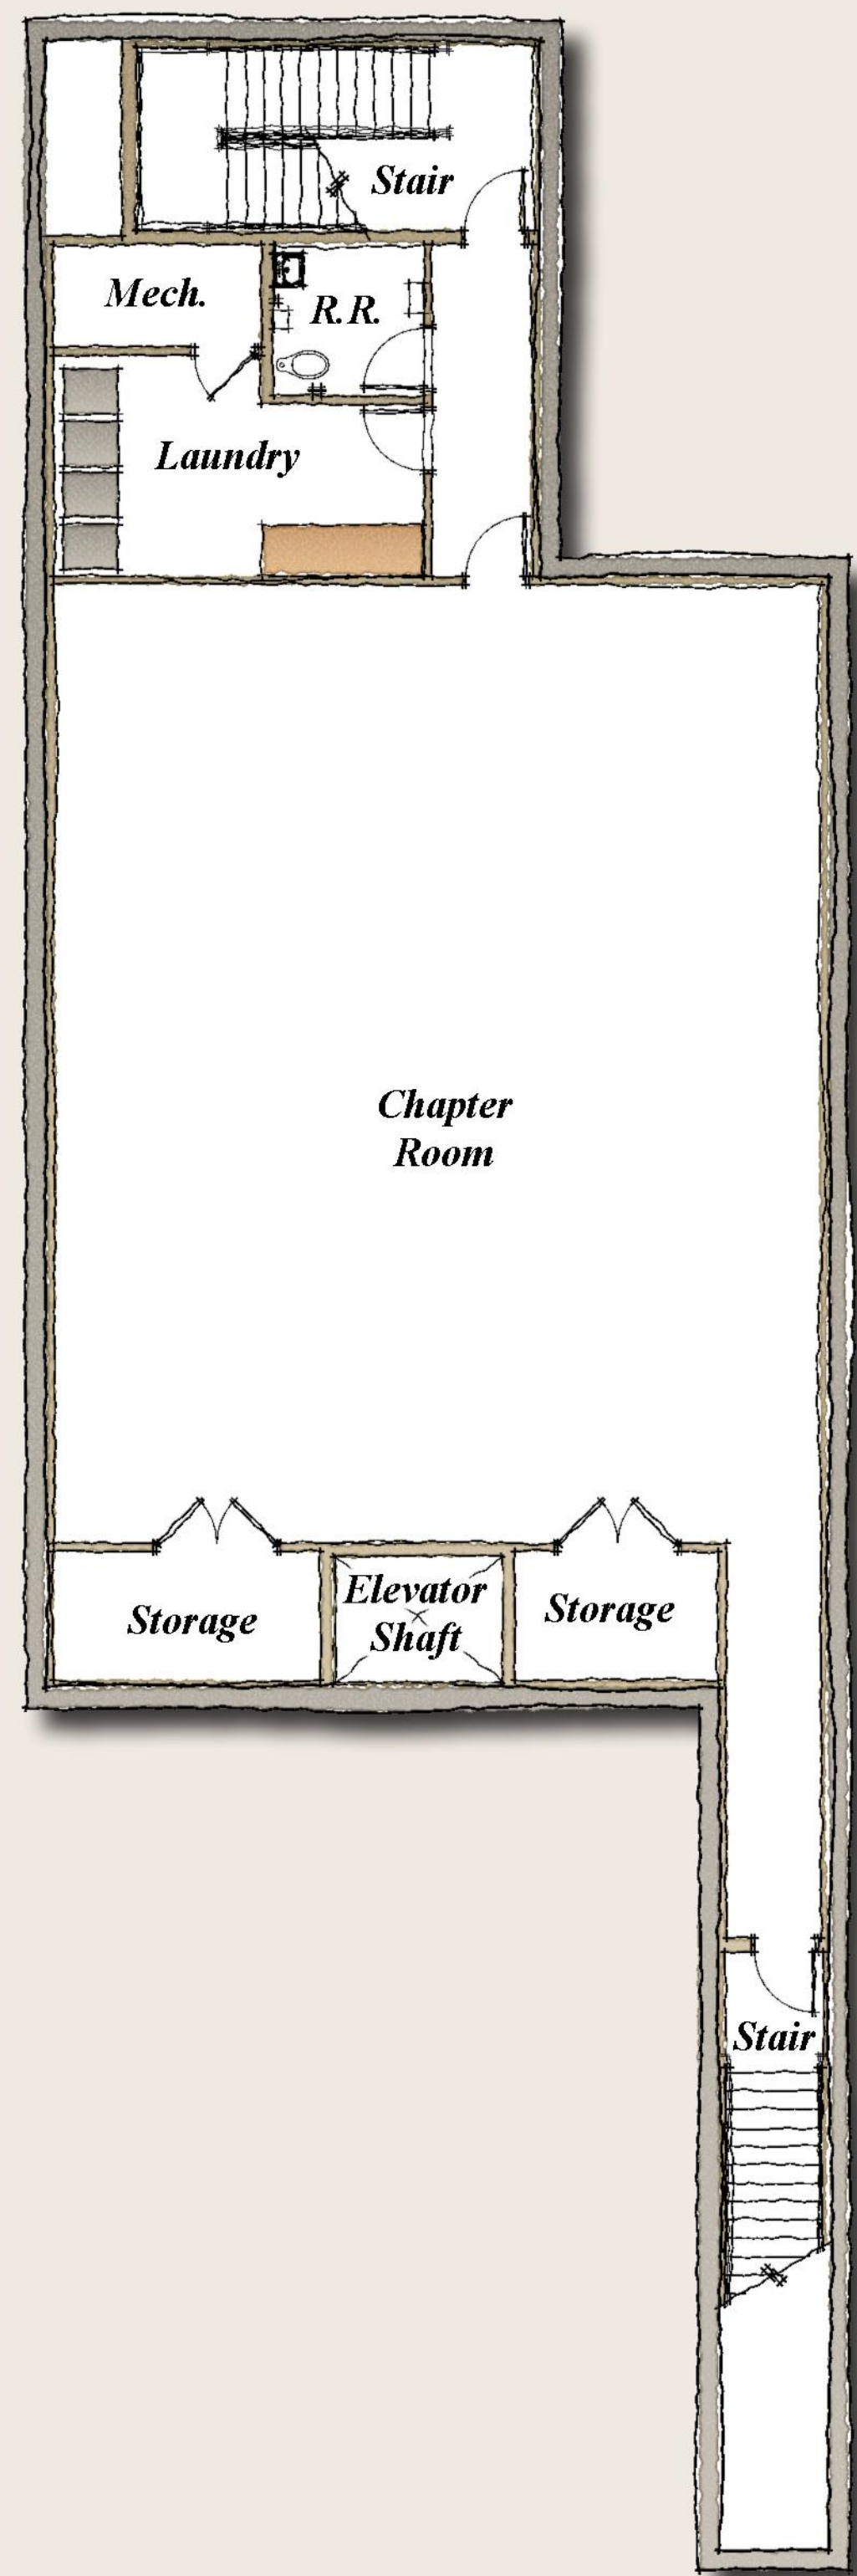 Stair
Mech.
R.R.
Laundry
Chapter
Room
Elevator
Shaft
Storage
Storage
Stair